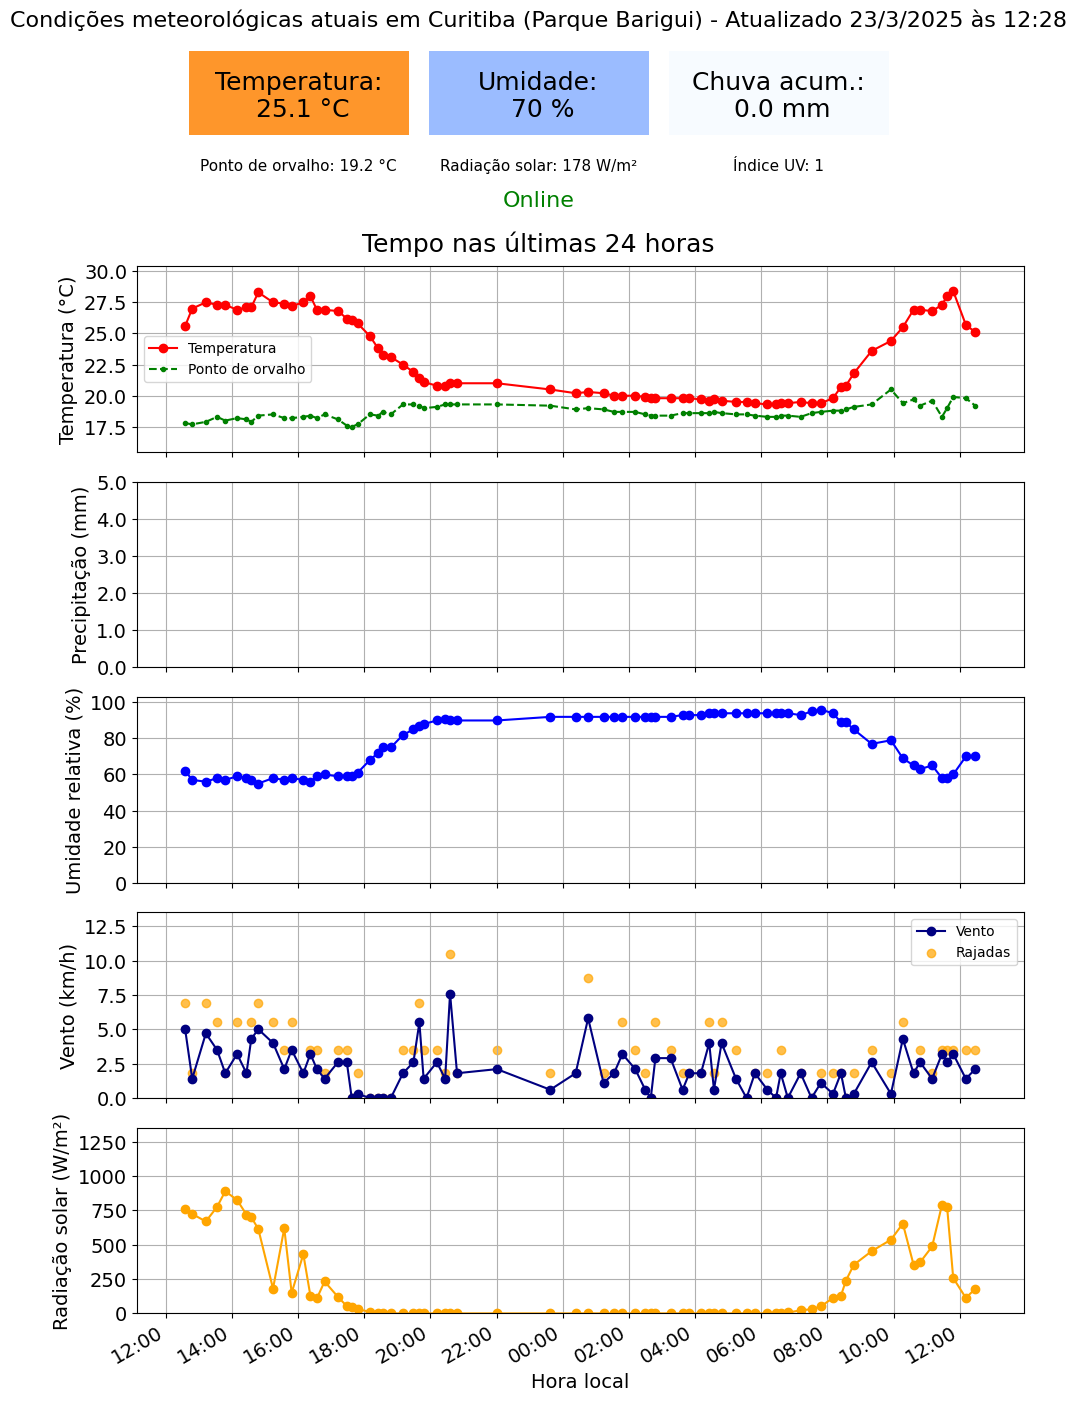 Condições meteorológicas atuais em Curitiba (Parque Barigui) - Atualizado 23/3/2025 às 12:28
Temperatura:
25.1 °C
Umidade:
70 %
Chuva acum.:
0.0 mm
Ponto de orvalho: 19.2 °C
Radiação solar: 178 W/m²
Índice UV: 1
Online
Tempo nas últimas 24 horas
Temperatura (°C)
30.0
27.5
25.0
22.5
20.0
17.5
Temperatura
Ponto de orvalho
Precipitação (mm)
5.0
4.0
3.0
2.0
1.0
0.0
Umidade relativa (%)
100
80
60
40
20
0
Vento (km/h)
12.5
10.0
7.5
5.0
2.5
0.0
Vento
Rajadas
Radiação solar (W/m²)
1250
1000
750
500
250
0
12:00
14:00
16:00
18:00
20:00
22:00
00:00
02:00
04:00
06:00
08:00
10:00
12:00
Hora local